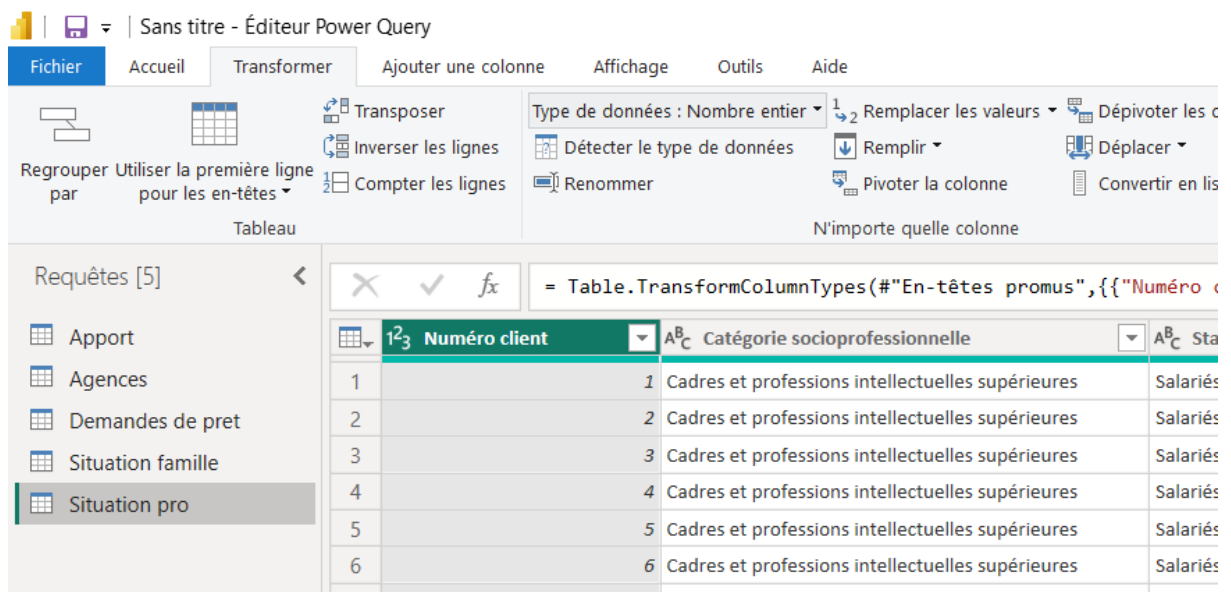 Sans titre - Éditeur Power Query
Fichier Accueil Transformer Ajouter une colonne Affichage Outils Aide
Regrouper par
Utiliser la première ligne pour les en-têtes
Transposer
Inverser les lignes
Compter les lignes
Tableau
Type de données : Nombre entier
Détecter le type de données
Renommer
Remplacer les valeurs
Remplir
Pivoter la colonne
Dépivoter les
Déplacer
Convertir en
N'importe quelle colonne
Requêtes [5]
Apport
Agences
Demandes de pret
Situation famille
Situation pro
fx = Table.TransformColumnTypes(#"En-têtes promus",{{"Numéro
123 Numéro client ABC Catégorie socioprofessionnelle ABC
1 1 Cadres et professions intellectuelles supérieures Salariés
2 2 Cadres et professions intellectuelles supérieures Salariés
3 3 Cadres et professions intellectuelles supérieures Salariés
4 4 Cadres et professions intellectuelles supérieures Salariés
5 5 Cadres et professions intellectuelles supérieures Salariés
6 6 Cadres et professions intellectuelles supérieures Salariés